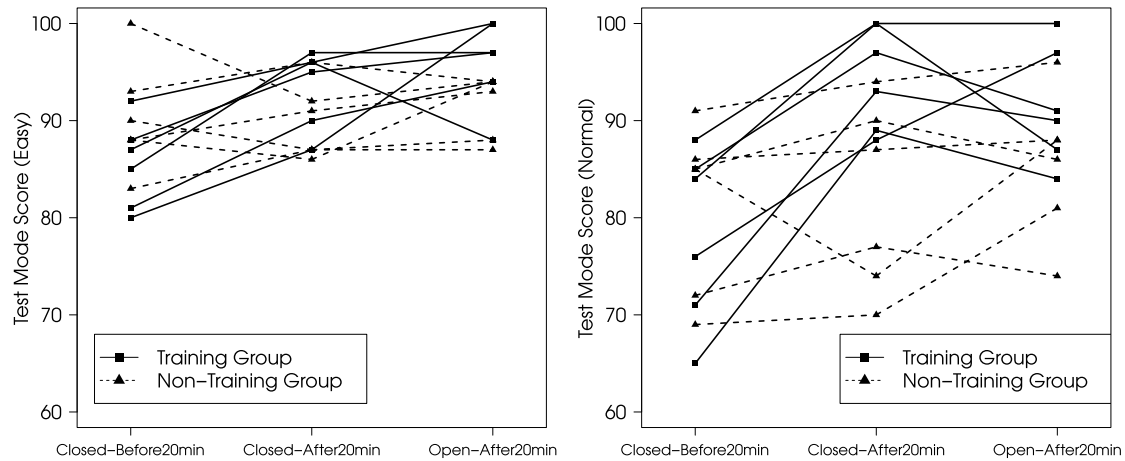 Test Mode Score (Easy)
100
90
80
70
60
Training Group
Non–Training Group
Closed–Before20min
Closed–After20min
Open–After20min
Test Mode Score (Normal)
100
90
80
70
60
Training Group
Non–Training Group
Closed–Before20min
Closed–After20min
Open–After20min